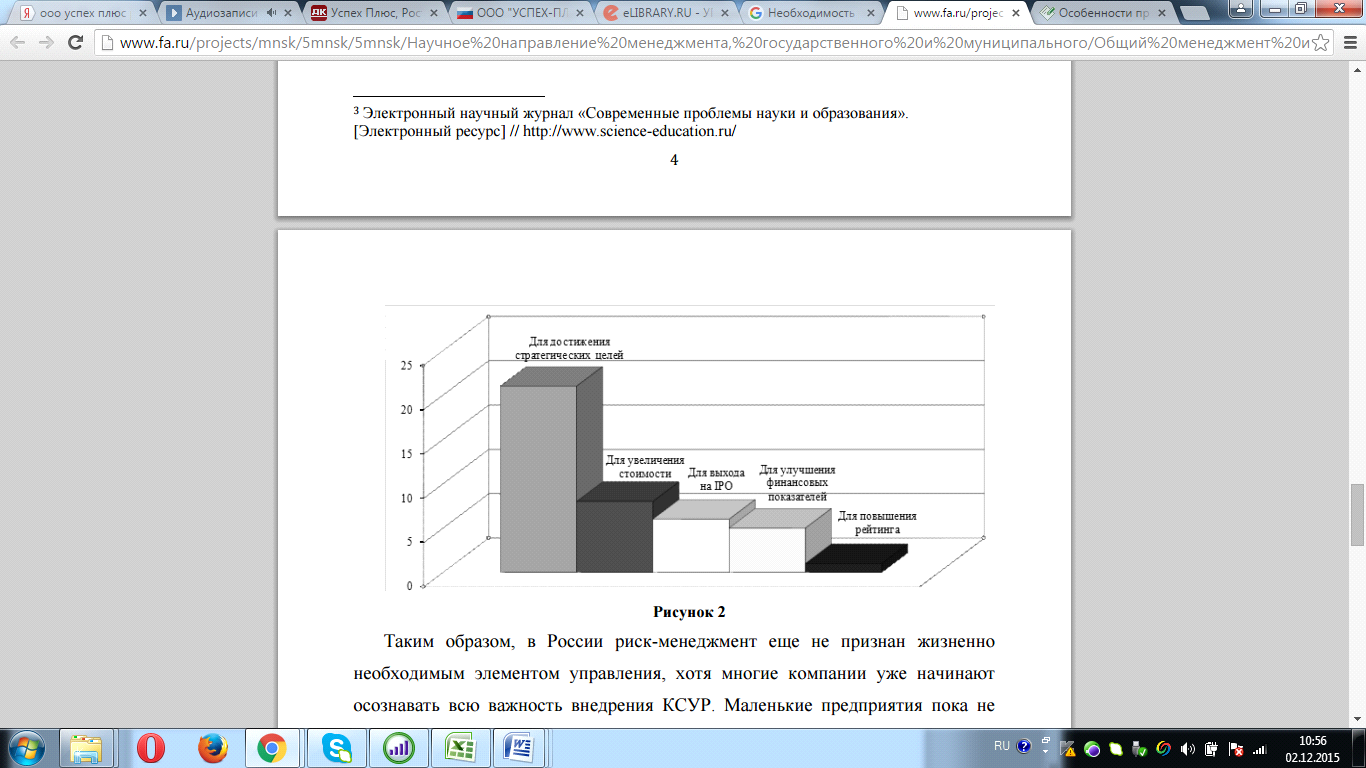 ооо успех плюс
Аудиозаписи
ДК Успех Плюс, Рос
ООО "УСПЕХ-ПЛ
eLIBRARY.RU - У
Необходимость
www.fa.ru/projec
Особенности пр
www.fa.ru/projects/mnsk/5mnsk/5mnsk/Научное%20направление%20менеджмента,%20государственного%20и%20муниципального/Общий%20менеджмент%20и
³ Электронный научный журнал «Современные проблемы науки и образования».
[Электронный ресурс] // http://www.science-education.ru/
4
Для достижения
стратегических целей
Для увеличения
стоимости
Для выхода
на IPO
Для улучшения
финансовых
показателей
Для повышения
рейтинга
25
20
15
10
5
0
Рисунок 2
Таким образом, в России риск-менеджмент еще не признан жизненно
необходимым элементом управления, хотя многие компании уже начинают
осознавать всю важность внедрения КСУР. Маленькие предприятия пока не
RU
10:56
02.12.2015